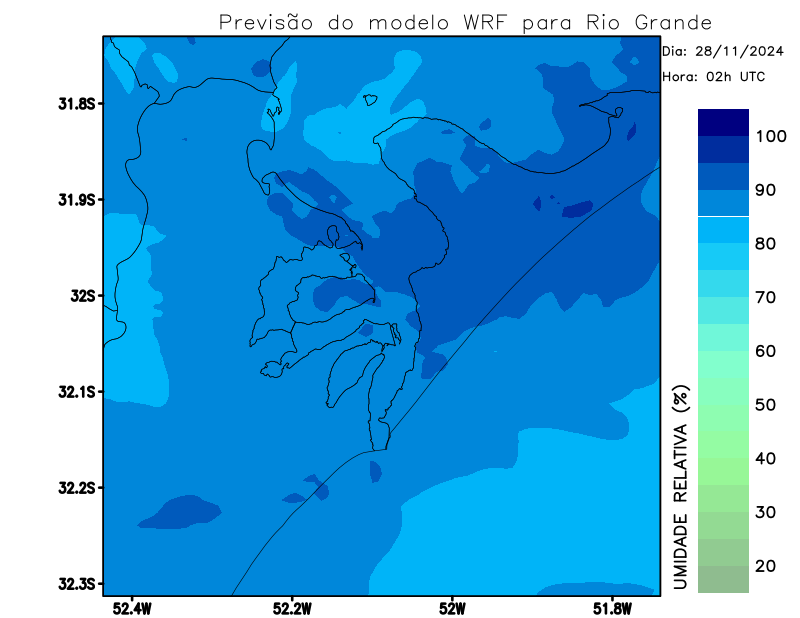 Previsão do modelo WRF para Rio Grande
Dia: 28/11/2024
Hora: 02h UTC
31.8S
31.9S
32S
32.1S
32.2S
32.3S
52.4W
52.2W
52W
51.8W
100
90
80
70
60
50
40
30
20
UMIDADE RELATIVA (%)